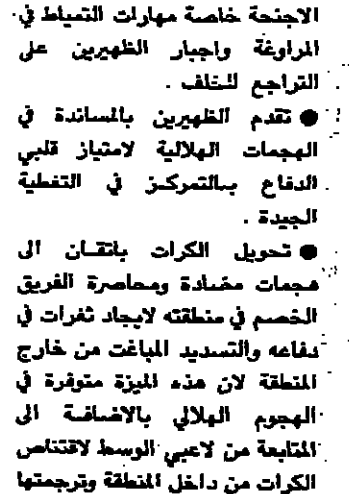 الاجنحة خاصة مهارات التمياط في
المراوغة واجبار الظهيرين على
التراجع للخلف .
● تقدم الظهيرين بالمساندة في
الهجمات الهلالية لامتياز قلبي
الدفاع بالتمركز في التغطية
الجيدة .
● تحويل الكرات باتقان الى
هجمات مضادة ومحاصرة الفريق
الخصم في منطقته لايجاد ثغرات في
دفاعه والتسديد المباغت من خارج
المنطقة لان هذه الميزة متوفرة في
الهجوم الهلالي بالاضافة الى
المتابعة من لاعبي الوسط لاقتناص
الكرات من داخل المنطقة وترجمتها